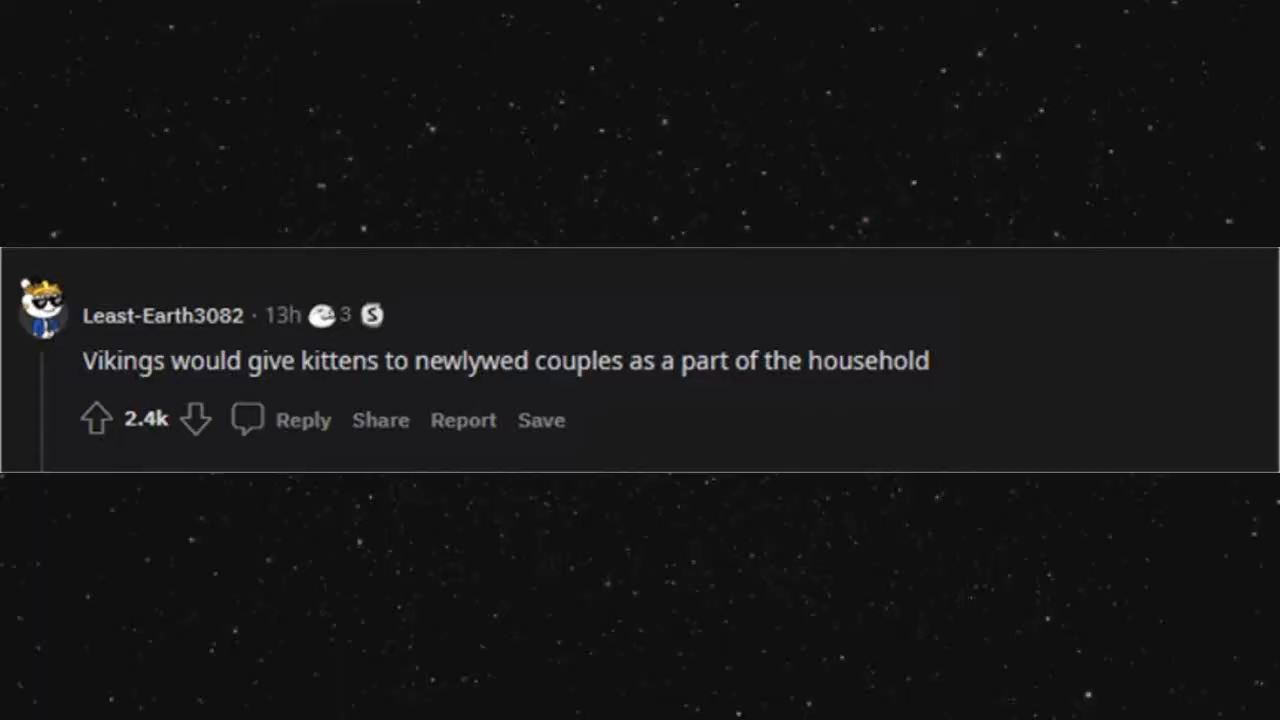 Least-Earth3082 · 13h 3 S
Vikings would give kittens to newlywed couples as a part of the household
2.4k Reply Share Report Save